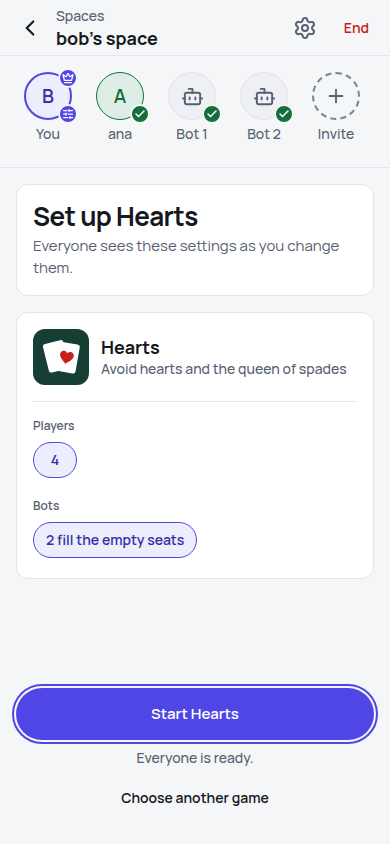 Spaces
bob's space
End
B
A
You
ana
Bot 1
Bot 2
Invite
Set up Hearts
Everyone sees these settings as you change
them.
Hearts
Avoid hearts and the queen of spades
Players
4
Bots
2 fill the empty seats
Start Hearts
Everyone is ready.
Choose another game